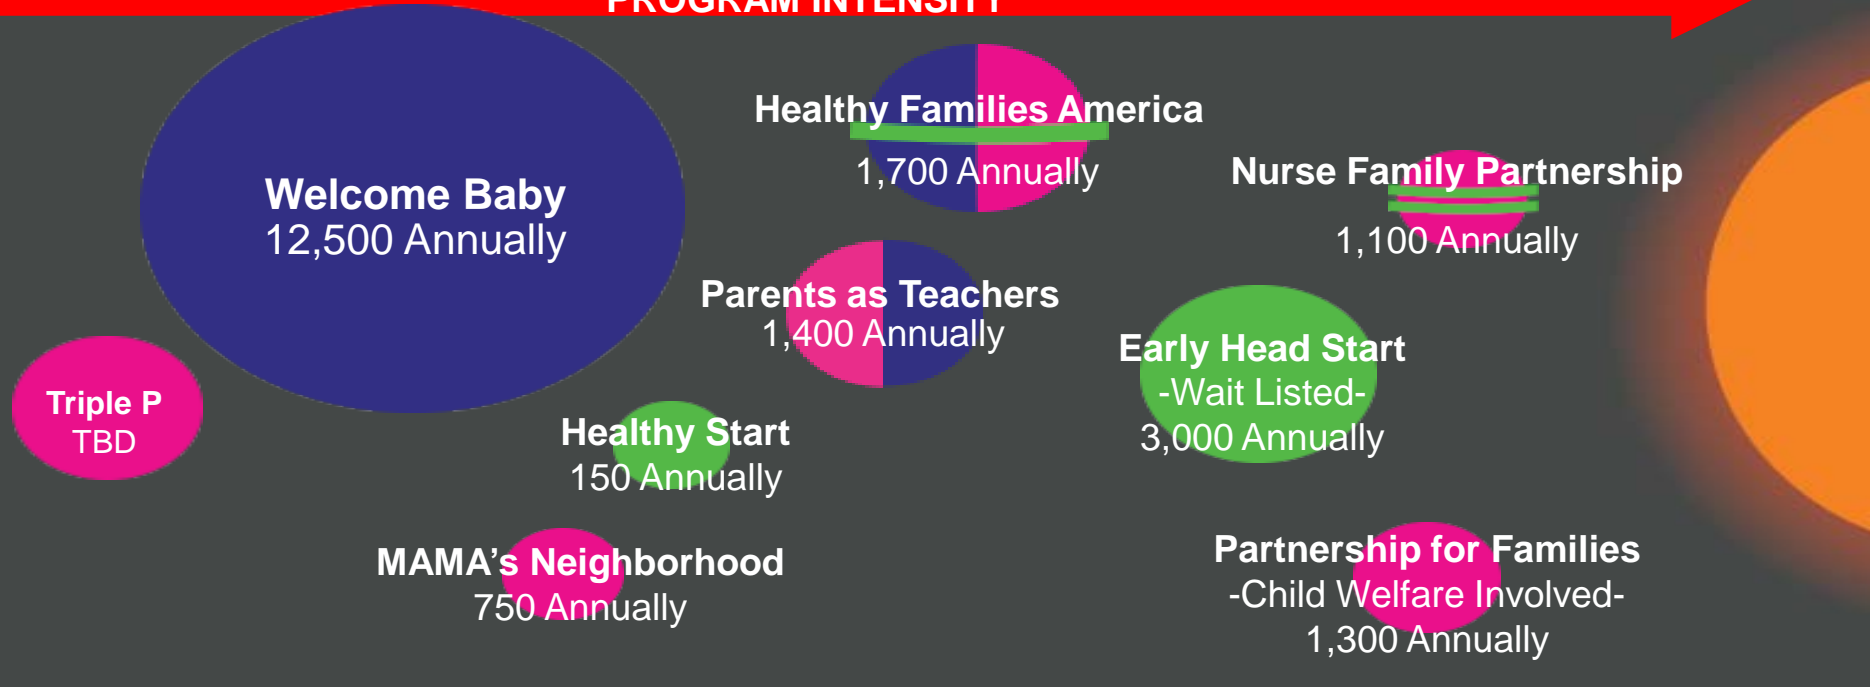 PROGRAM INTENSITY
Welcome Baby
12,500 Annually
Healthy Families America
1,700 Annually
Nurse Family Partnership
1,100 Annually
Parents as Teachers
1,400 Annually
Early Head Start
-Wait Listed-
3,000 Annually
Triple P
TBD
Healthy Start
150 Annually
MAMA’s Neighborhood
750 Annually
Partnership for Families
-Child Welfare Involved-
1,300 Annually